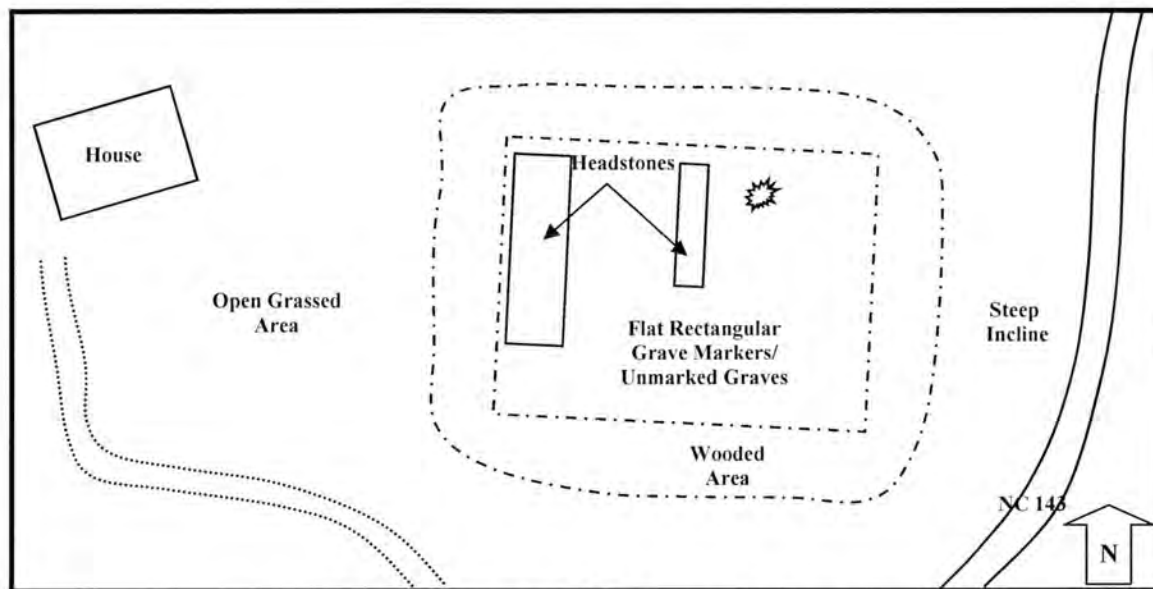 House
Headstones
Open Grassed
Area
Flat Rectangular
Grave Markers/
Unmarked Graves
Steep
Incline
Wooded
Area
NC 143
N